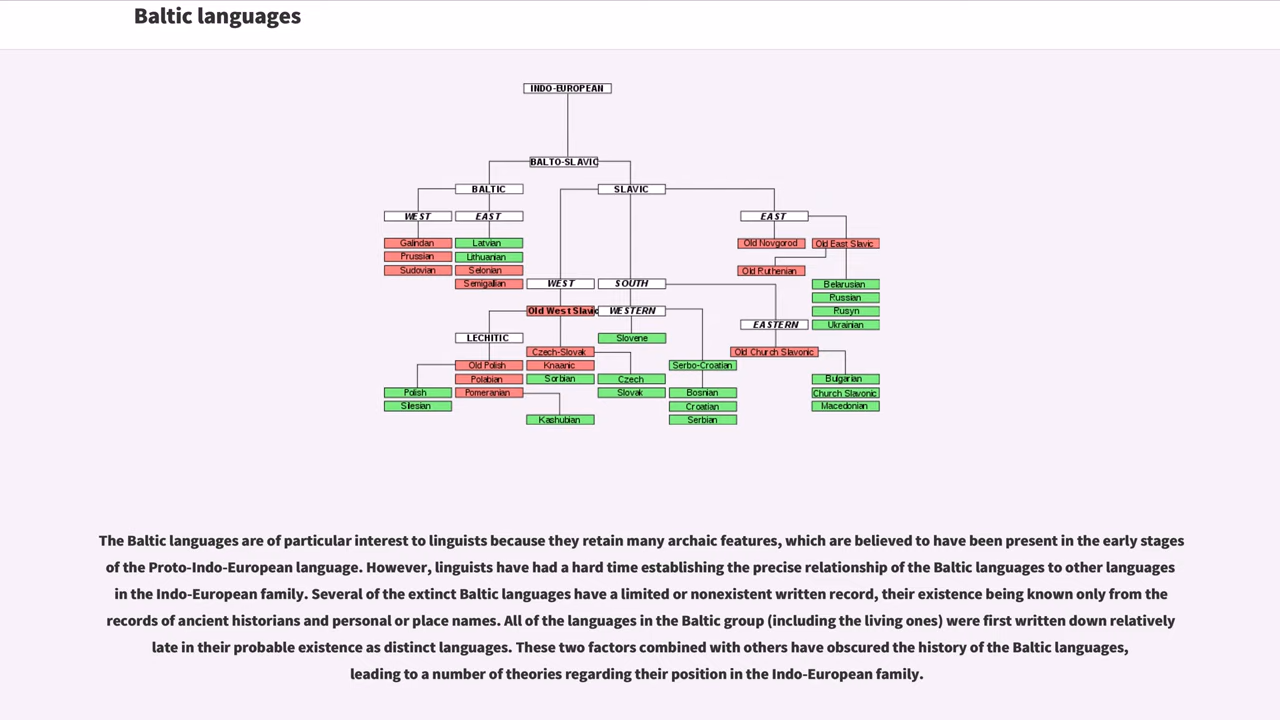 Baltic languages
INDO-EUROPEAN
BALTO-SLAVIC
BALTIC
SLAVIC
WEST
EAST
EAST
Galindan
Latvian
Old Novgorod
Old East Slavic
Prussian
Lithuanian
Sudovian
Selonian
Old Ruthenian
Semigallian
WEST
SOUTH
Belarusian
Russian
Old West Slavic
WESTERN
Rusyn
EASTERN
Ukrainian
LECHITIC
Slovene
Czech-Slovak
Old Church Slavonic
Old Polish
Knaanic
Serbo-Croatian
Polabian
Sorbian
Czech
Bulgarian
Polish
Pomeranian
Slovak
Bosnian
Church Slavonic
Silesian
Croatian
Macedonian
Kashubian
Serbian
The Baltic languages are of particular interest to linguists because they retain many archaic features, which are believed to have been present in the early stages
of the Proto-Indo-European language. However, linguists have had a hard time establishing the precise relationship of the Baltic languages to other languages
in the Indo-European family. Several of the extinct Baltic languages have a limited or nonexistent written record, their existence being known only from the
records of ancient historians and personal or place names. All of the languages in the Baltic group (including the living ones) were first written down relatively
late in their probable existence as distinct languages. These two factors combined with others have obscured the history of the Baltic languages,
leading to a number of theories regarding their position in the Indo-European family.